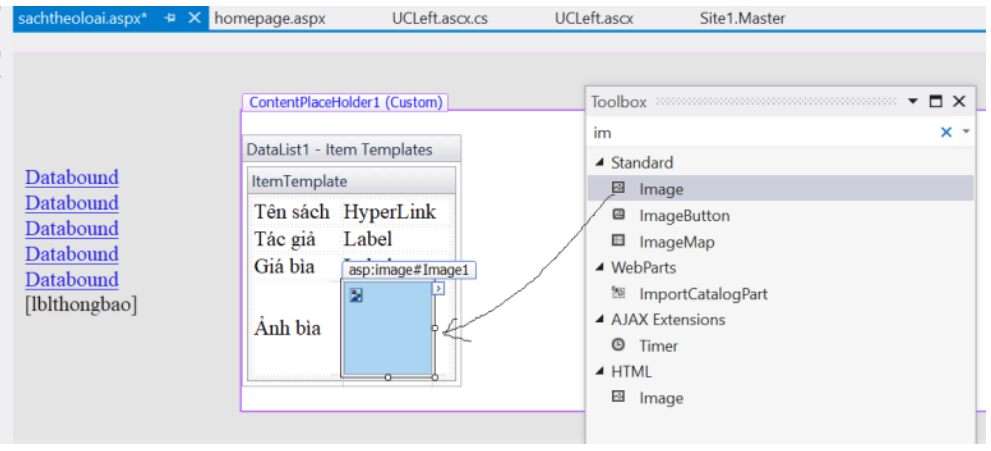 sachtheoloai.aspx* homepage.aspx UCLeft.ascx.cs UCLeft.ascx Site1.Master
ContentPlaceHolder1 (Custom)
DataList1 - Item Templates
ItemTemplate
Tên sách HyperLink
Tác giả Label
Giá bìa
asp:image#Image1
Ảnh bìa
Databound
Databound
Databound
Databound
Databound
[lblthongbao]
Toolbox
im
Standard
Image
ImageButton
ImageMap
WebParts
ImportCatalogPart
AJAX Extensions
Timer
HTML
Image